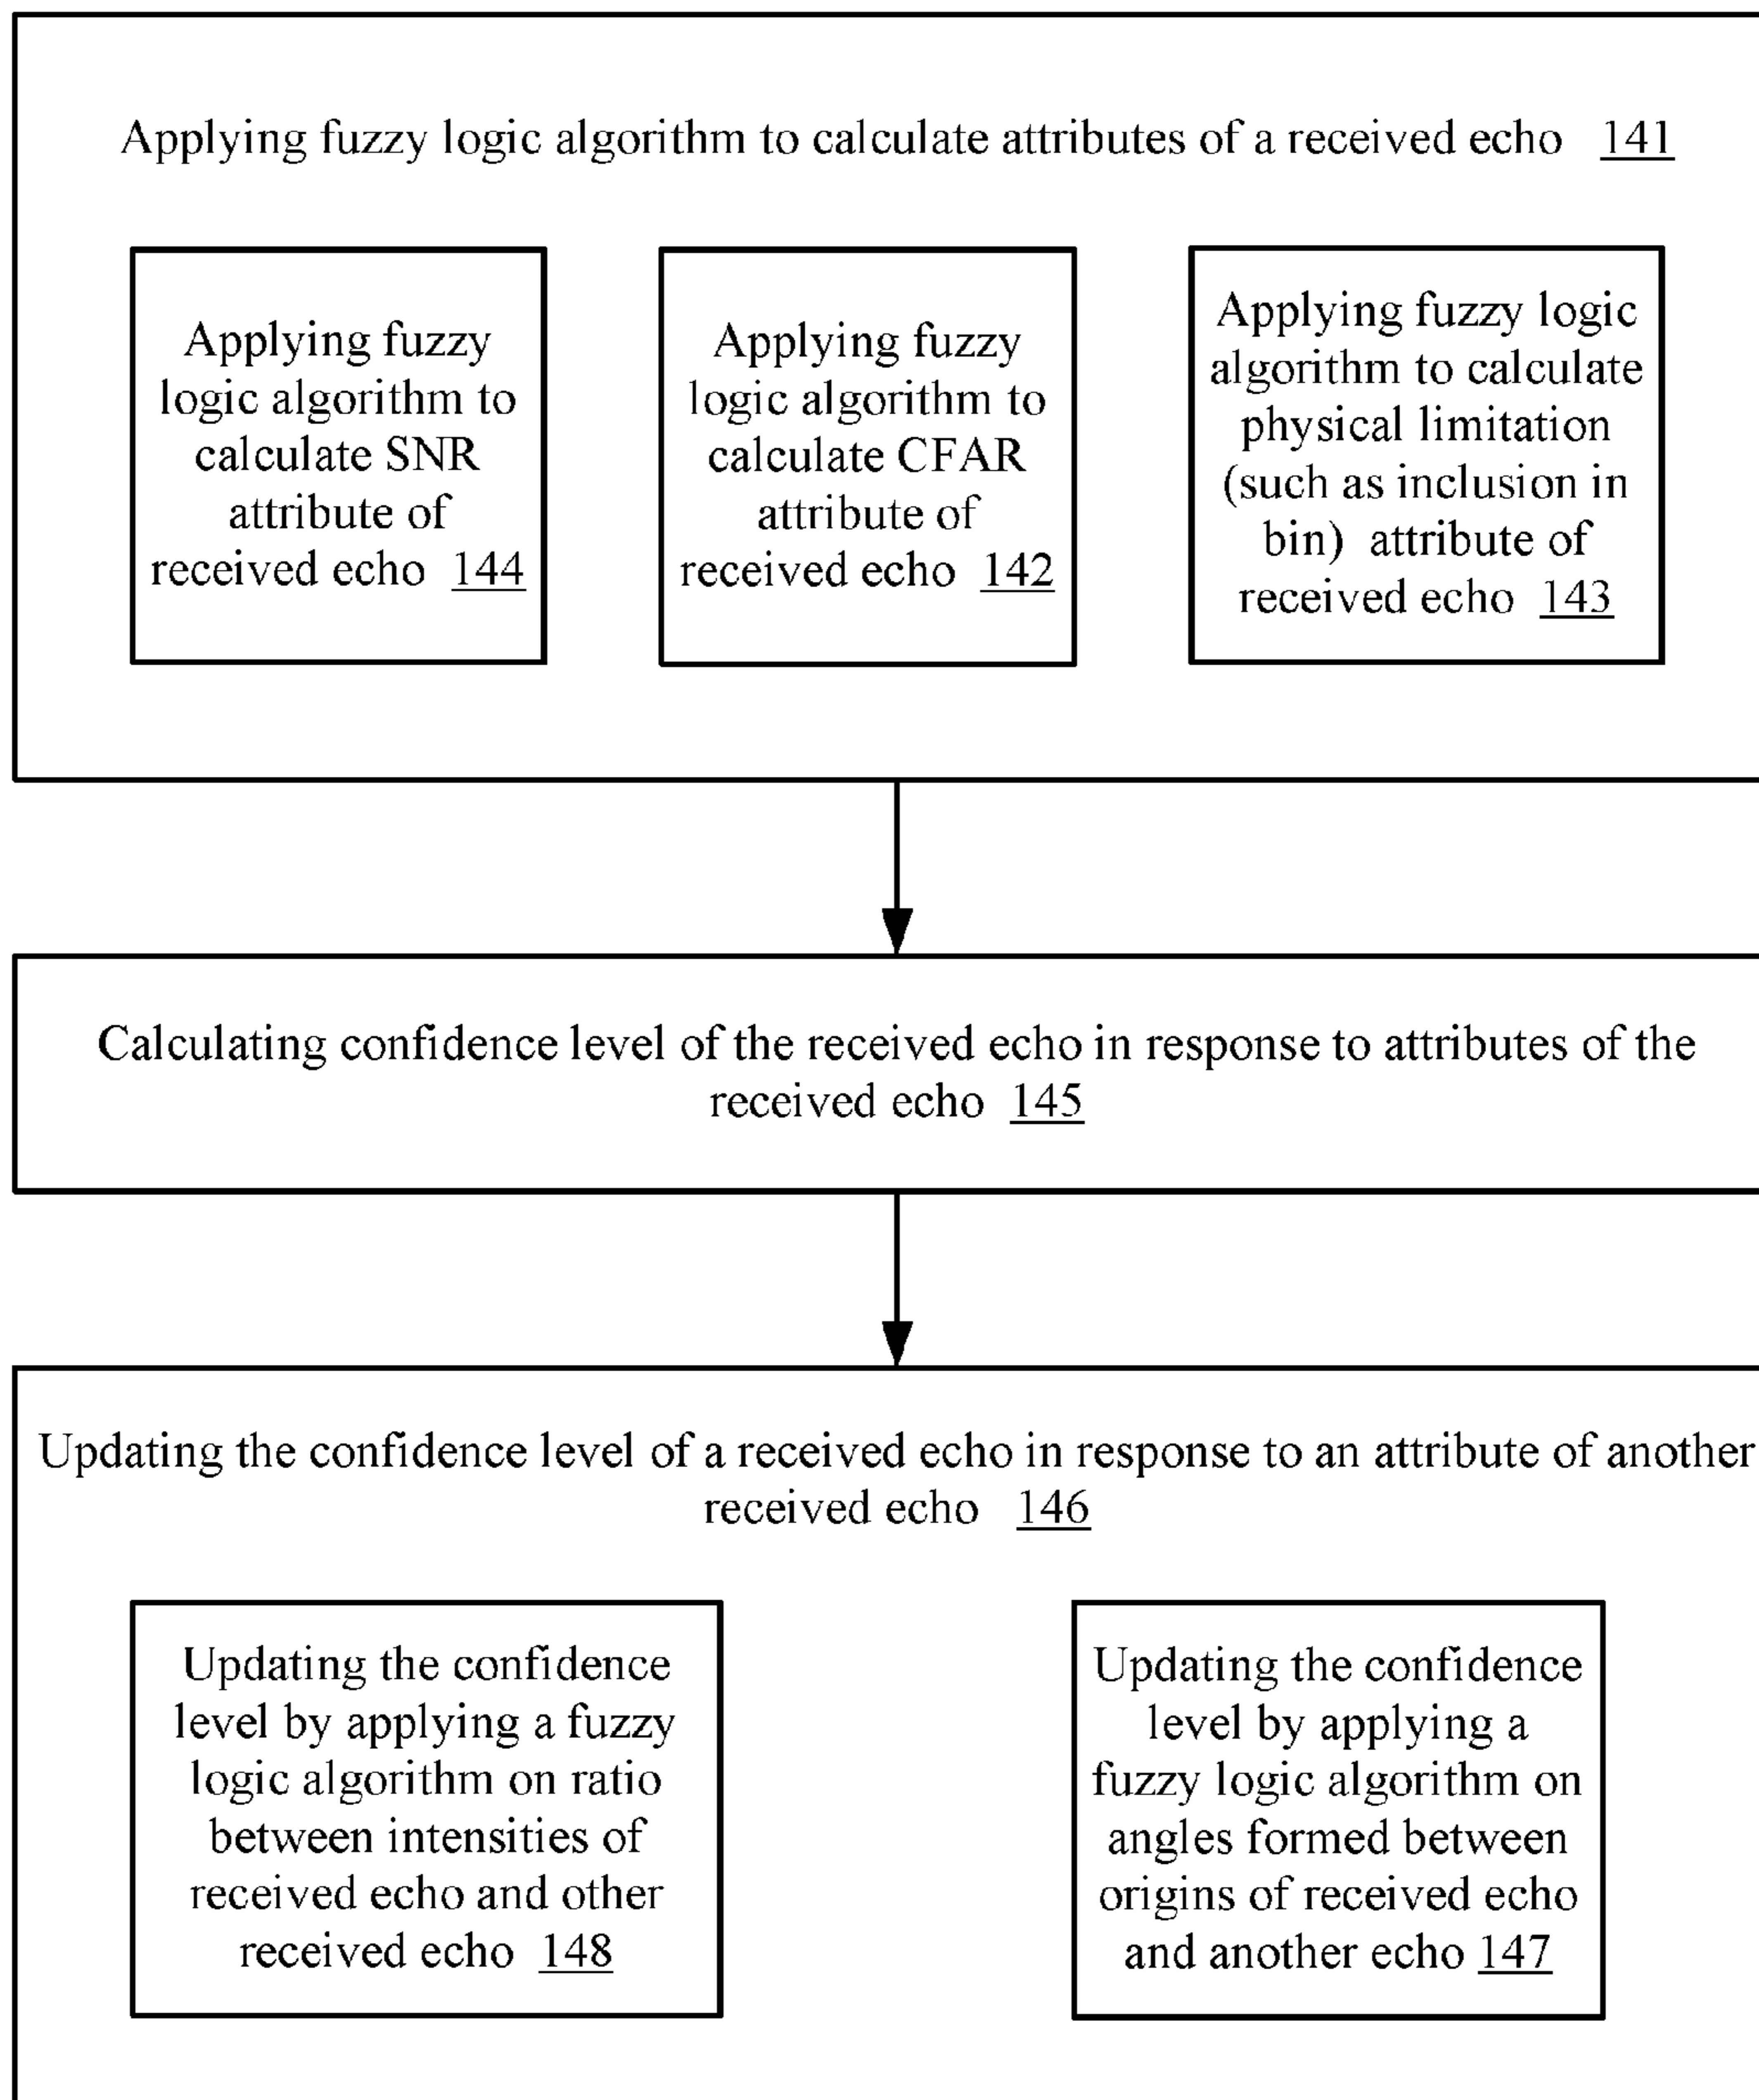 Applying fuzzy logic algorithm to calculate attributes of a received echo 141
Applying fuzzy
logic algorithm to
calculate SNR
attribute of
received echo 144
Applying fuzzy
logic algorithm to
calculate CFAR
attribute of
received echo 142
Applying fuzzy logic
algorithm to calculate
physical limitation
(such as inclusion in
bin) attribute of
received echo 143
Calculating confidence level of the received echo in response to attributes of the
received echo 145
Updating the confidence level of a received echo in response to an attribute of another
received echo 146
Updating the confidence
level by applying a fuzzy
logic algorithm on ratio
between intensities of
received echo and other
received echo 148
Updating the confidence
level by applying a
fuzzy logic algorithm on
angles formed between
origins of received echo
and another echo 147